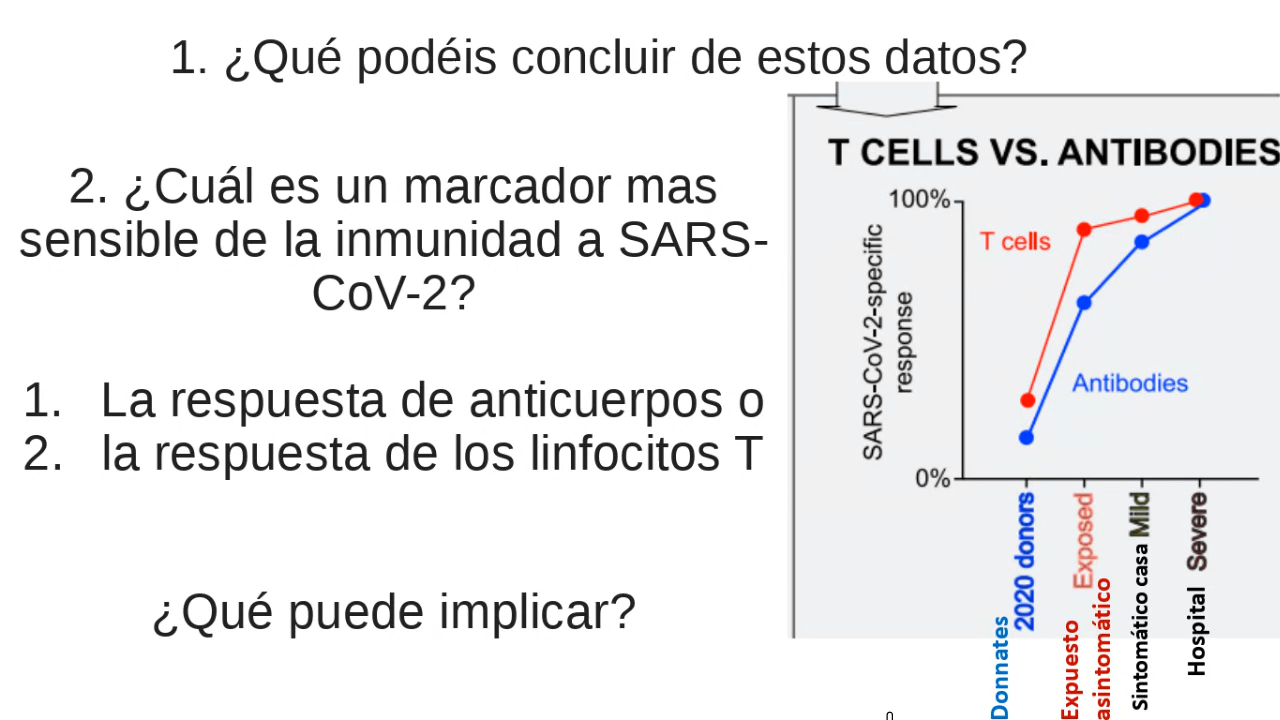 1. ¿Qué podéis concluir de estos datos?
2. ¿Cuál es un marcador mas
sensible de la inmunidad a SARS-
CoV-2?
1. La respuesta de anticuerpos o
2. la respuesta de los linfocitos T
¿Qué puede implicar?
T CELLS VS. ANTIBODIES
100%
T cells
SARS-CoV-2-specific
response
Antibodies
0%
2020 donors
Exposed
Mild
Severe
Donnates
Expuesto
asintomático
Sintomático casa
Hospital